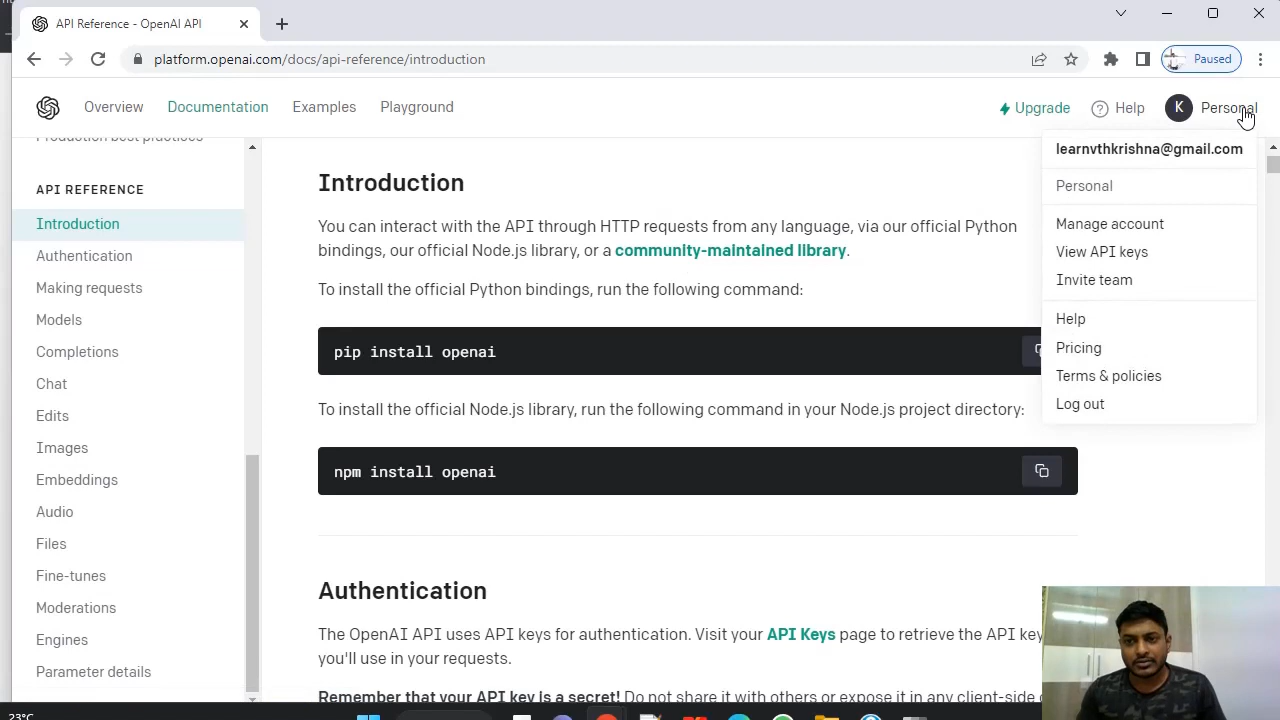 API Reference - OpenAI API
platform.openai.com/docs/api-reference/introduction
Paused
Overview
Documentation
Examples
Playground
Upgrade
Help
K
Personal
Production best practices
API REFERENCE
Introduction
Authentication
Making requests
Models
Completions
Chat
Edits
Images
Embeddings
Audio
Files
Fine-tunes
Moderations
Engines
Parameter details
Introduction
You can interact with the API through HTTP requests from any language, via our official Python
bindings, our official Node.js library, or a community-maintained library.
To install the official Python bindings, run the following command:
pip install openai
To install the official Node.js library, run the following command in your Node.js project directory:
npm install openai
Authentication
The OpenAI API uses API keys for authentication. Visit your API Keys page to retrieve the API key
you'll use in your requests.
Remember that your API key is a secret! Do not share it with others or expose it in any client-side
learnvthkrishna@gmail.com
Personal
Manage account
View API keys
Invite team
Help
Pricing
Terms & policies
Log out
23°C